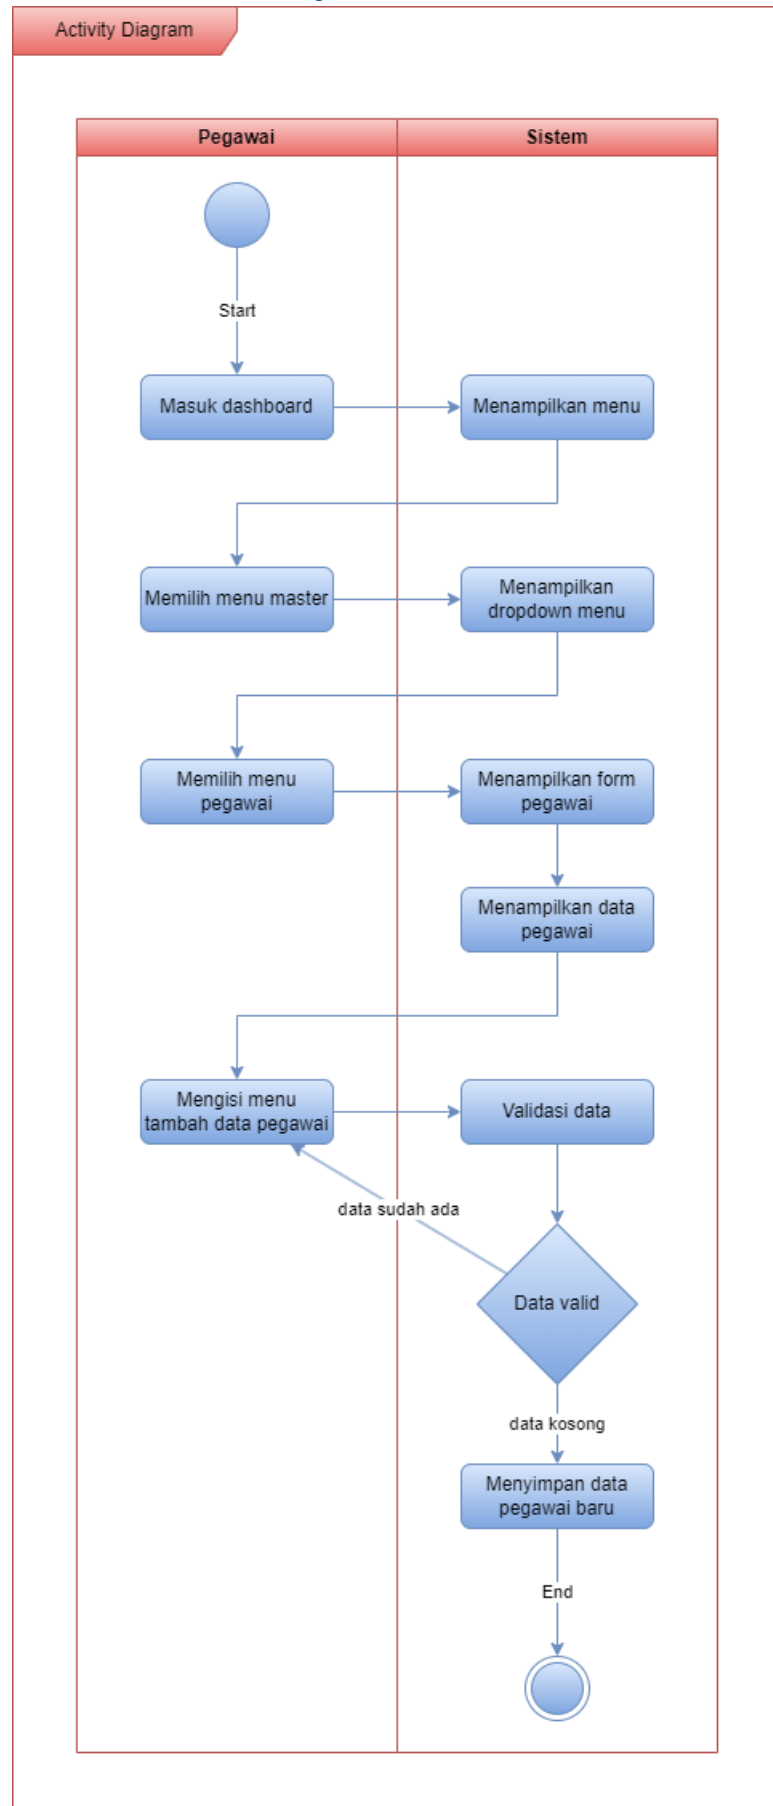 Activity Diagram
Pegawai
Sistem
Start
Masuk dashboard
Menampilkan menu
Memilih menu master
Menampilkan
dropdown menu
Memilih menu
pegawai
Menampilkan form
pegawai
Menampilkan data
pegawai
Mengisi menu
tambah data pegawai
Validasi data
data sudah ada
Data valid
data kosong
Menyimpan data
pegawai baru
End